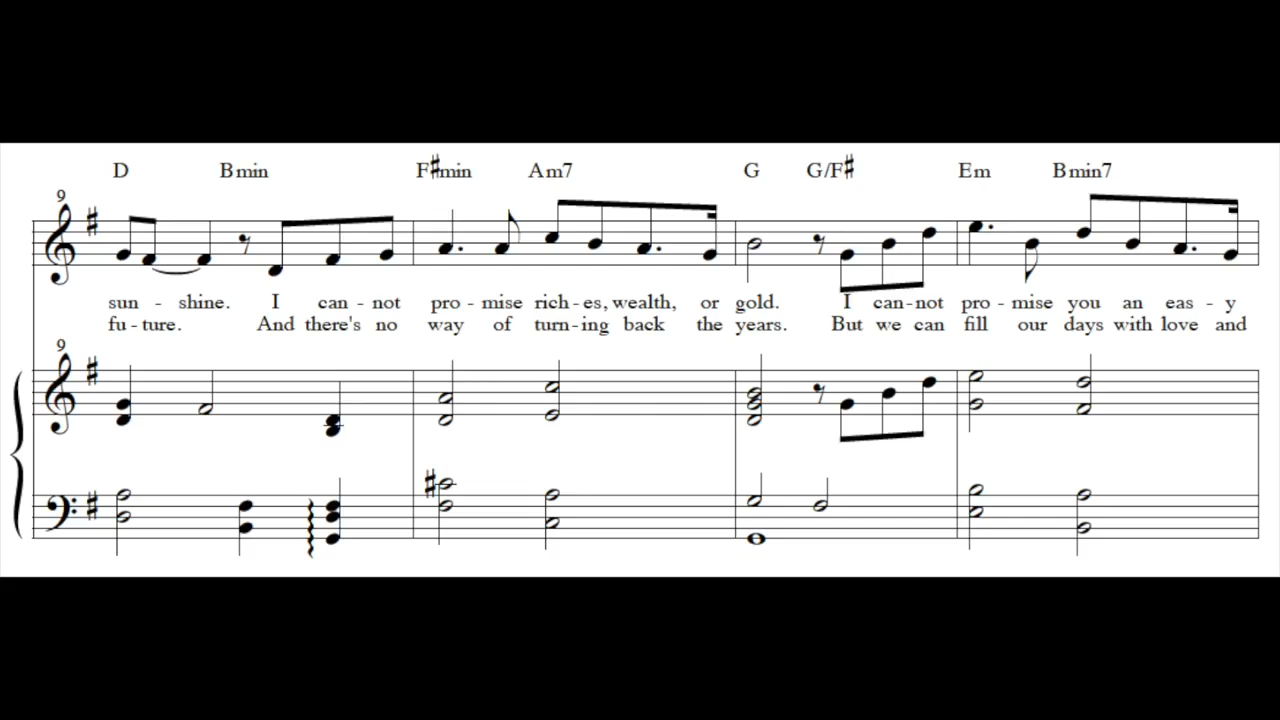 D Bmin F♯min Am7 G G/F♯ Em Bmin7
9
sun - shine. I can - not pro - mise rich - es, wealth, or gold. I can - not pro - mise you an eas - y
fu - ture. And there's no way of turn - ing back the years. But we can fill our days with love and
9